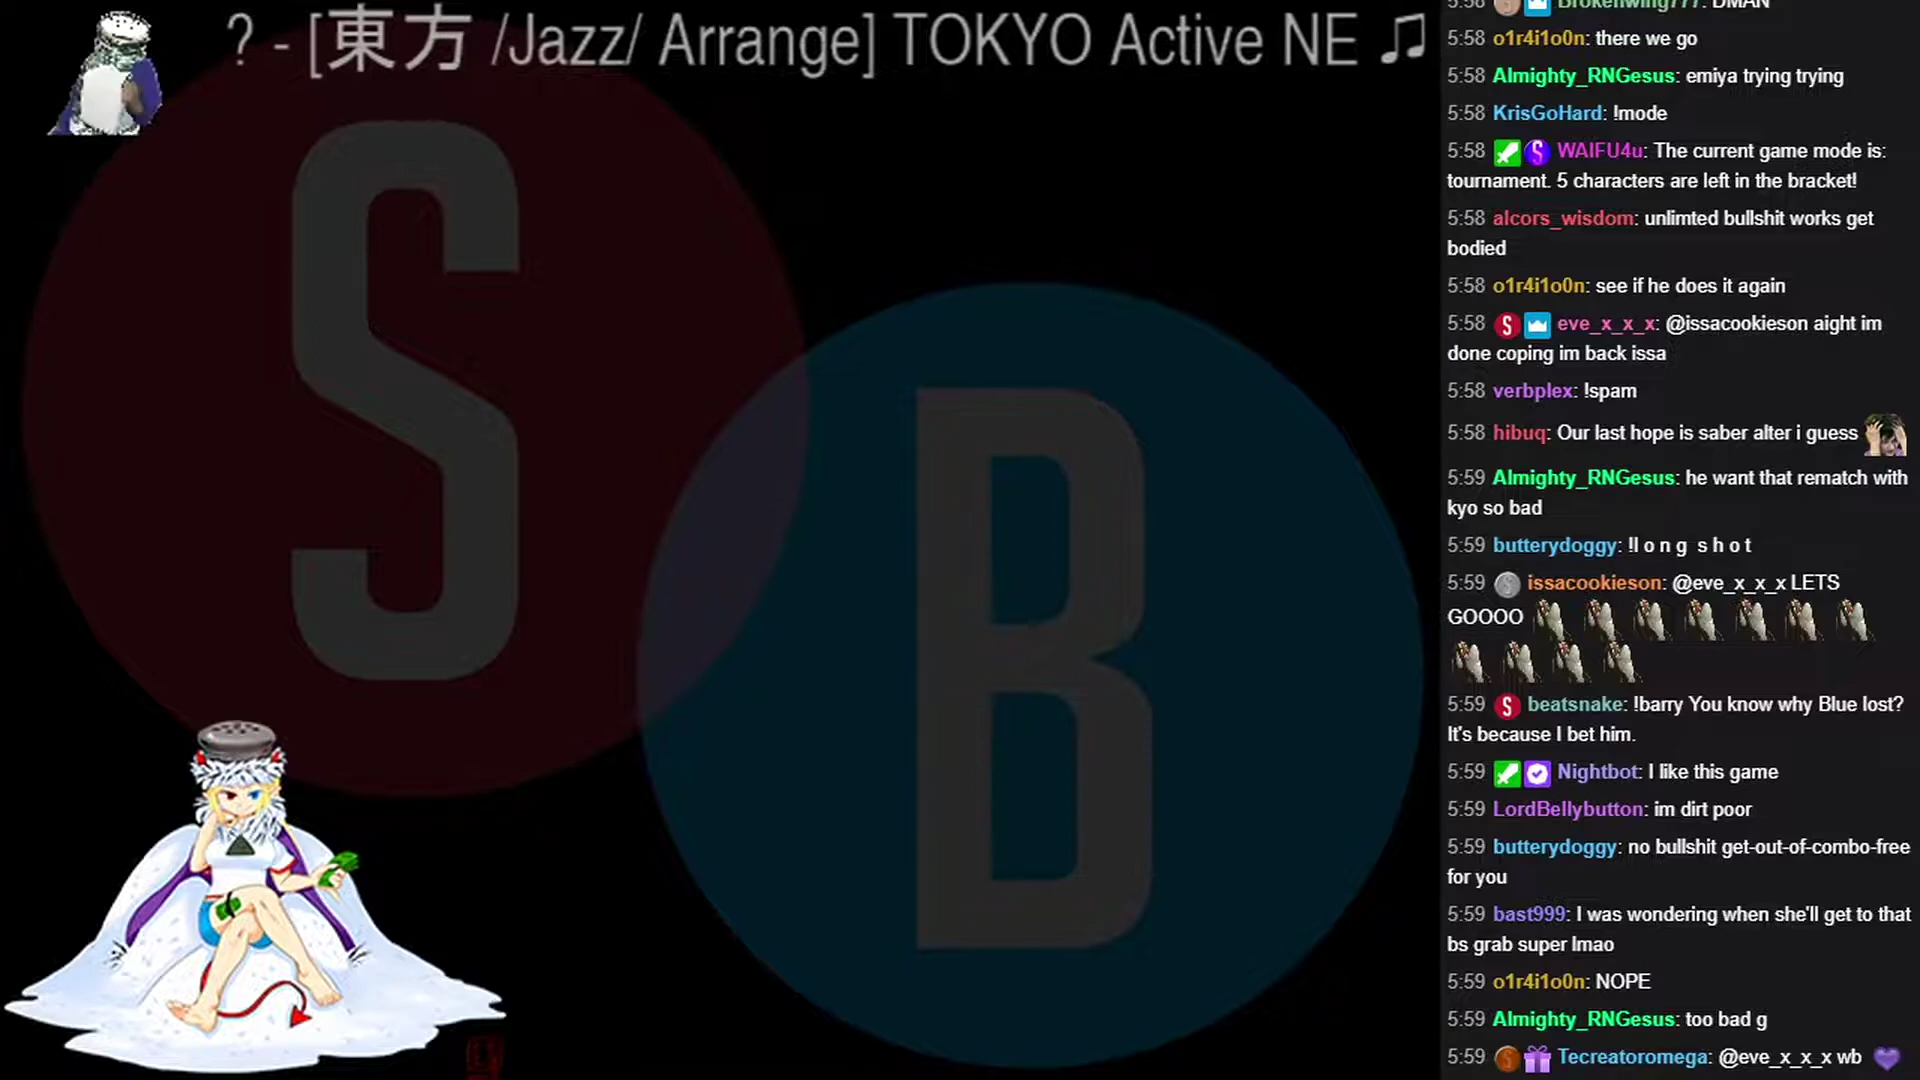 ? - [東方 /Jazz/ Arrange] TOKYO Active NE ♫
S
B
5:58 Brokenwing777: DMAN
5:58 o1r4i1o0n: there we go
5:58 Almighty_RNGesus: emiya trying trying
5:58 KrisGoHard: !mode
5:58 WAIFU4u: The current game mode is:
tournament. 5 characters are left in the bracket!
5:58 alcors_wisdom: unlimted bullshit works get
bodied
5:58 o1r4i1o0n: see if he does it again
5:58 eve_x_x_x: @issacookieson aight im
done coping im back issa
5:58 verbplex: !spam
5:58 hibuq: Our last hope is saber alter i guess
5:59 Almighty_RNGesus: he want that rematch with
kyo so bad
5:59 butterydoggy: !l o n g s h o t
5:59 issacookieson: @eve_x_x_x LETS
GOOOO
5:59 beatsnake: !barry You know why Blue lost?
It's because I bet him.
5:59 Nightbot: I like this game
5:59 LordBellybutton: im dirt poor
5:59 butterydoggy: no bullshit get-out-of-combo-free
for you
5:59 bast999: I was wondering when she'll get to that
bs grab super lmao
5:59 o1r4i1o0n: NOPE
5:59 Almighty_RNGesus: too bad g
5:59 Tecreatoromega: @eve_x_x_x wb